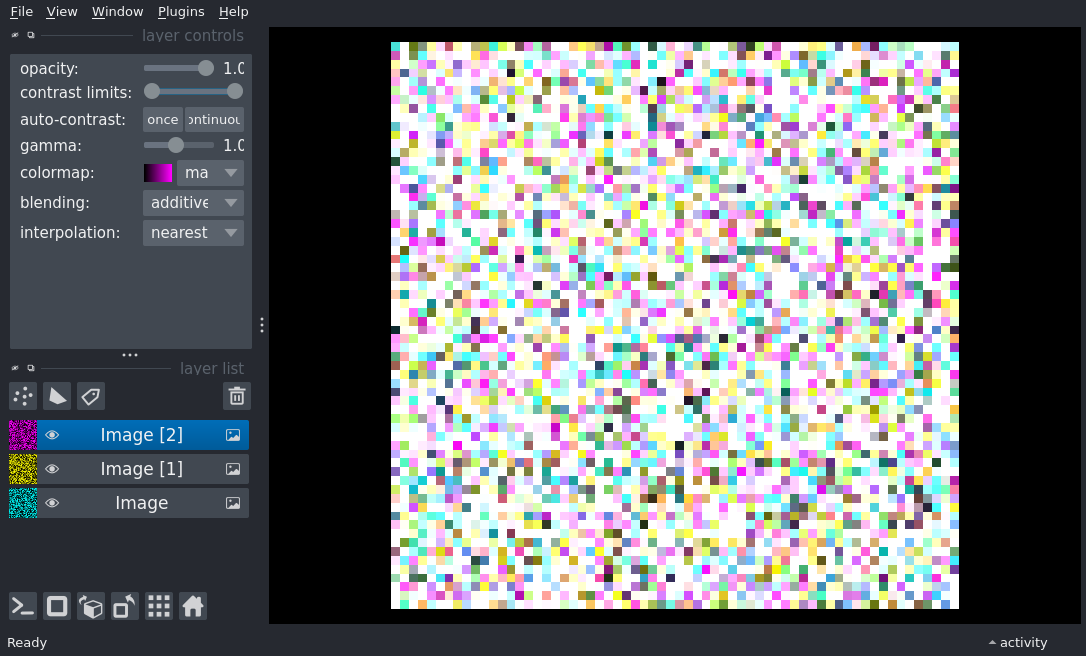 File View Window Plugins Help
layer controls
opacity: 1.0
contrast limits:
auto-contrast: once ontinuou
gamma: 1.0
colormap: ma
blending: additive
interpolation: nearest
layer list
Image [2]
Image [1]
Image
Ready activity